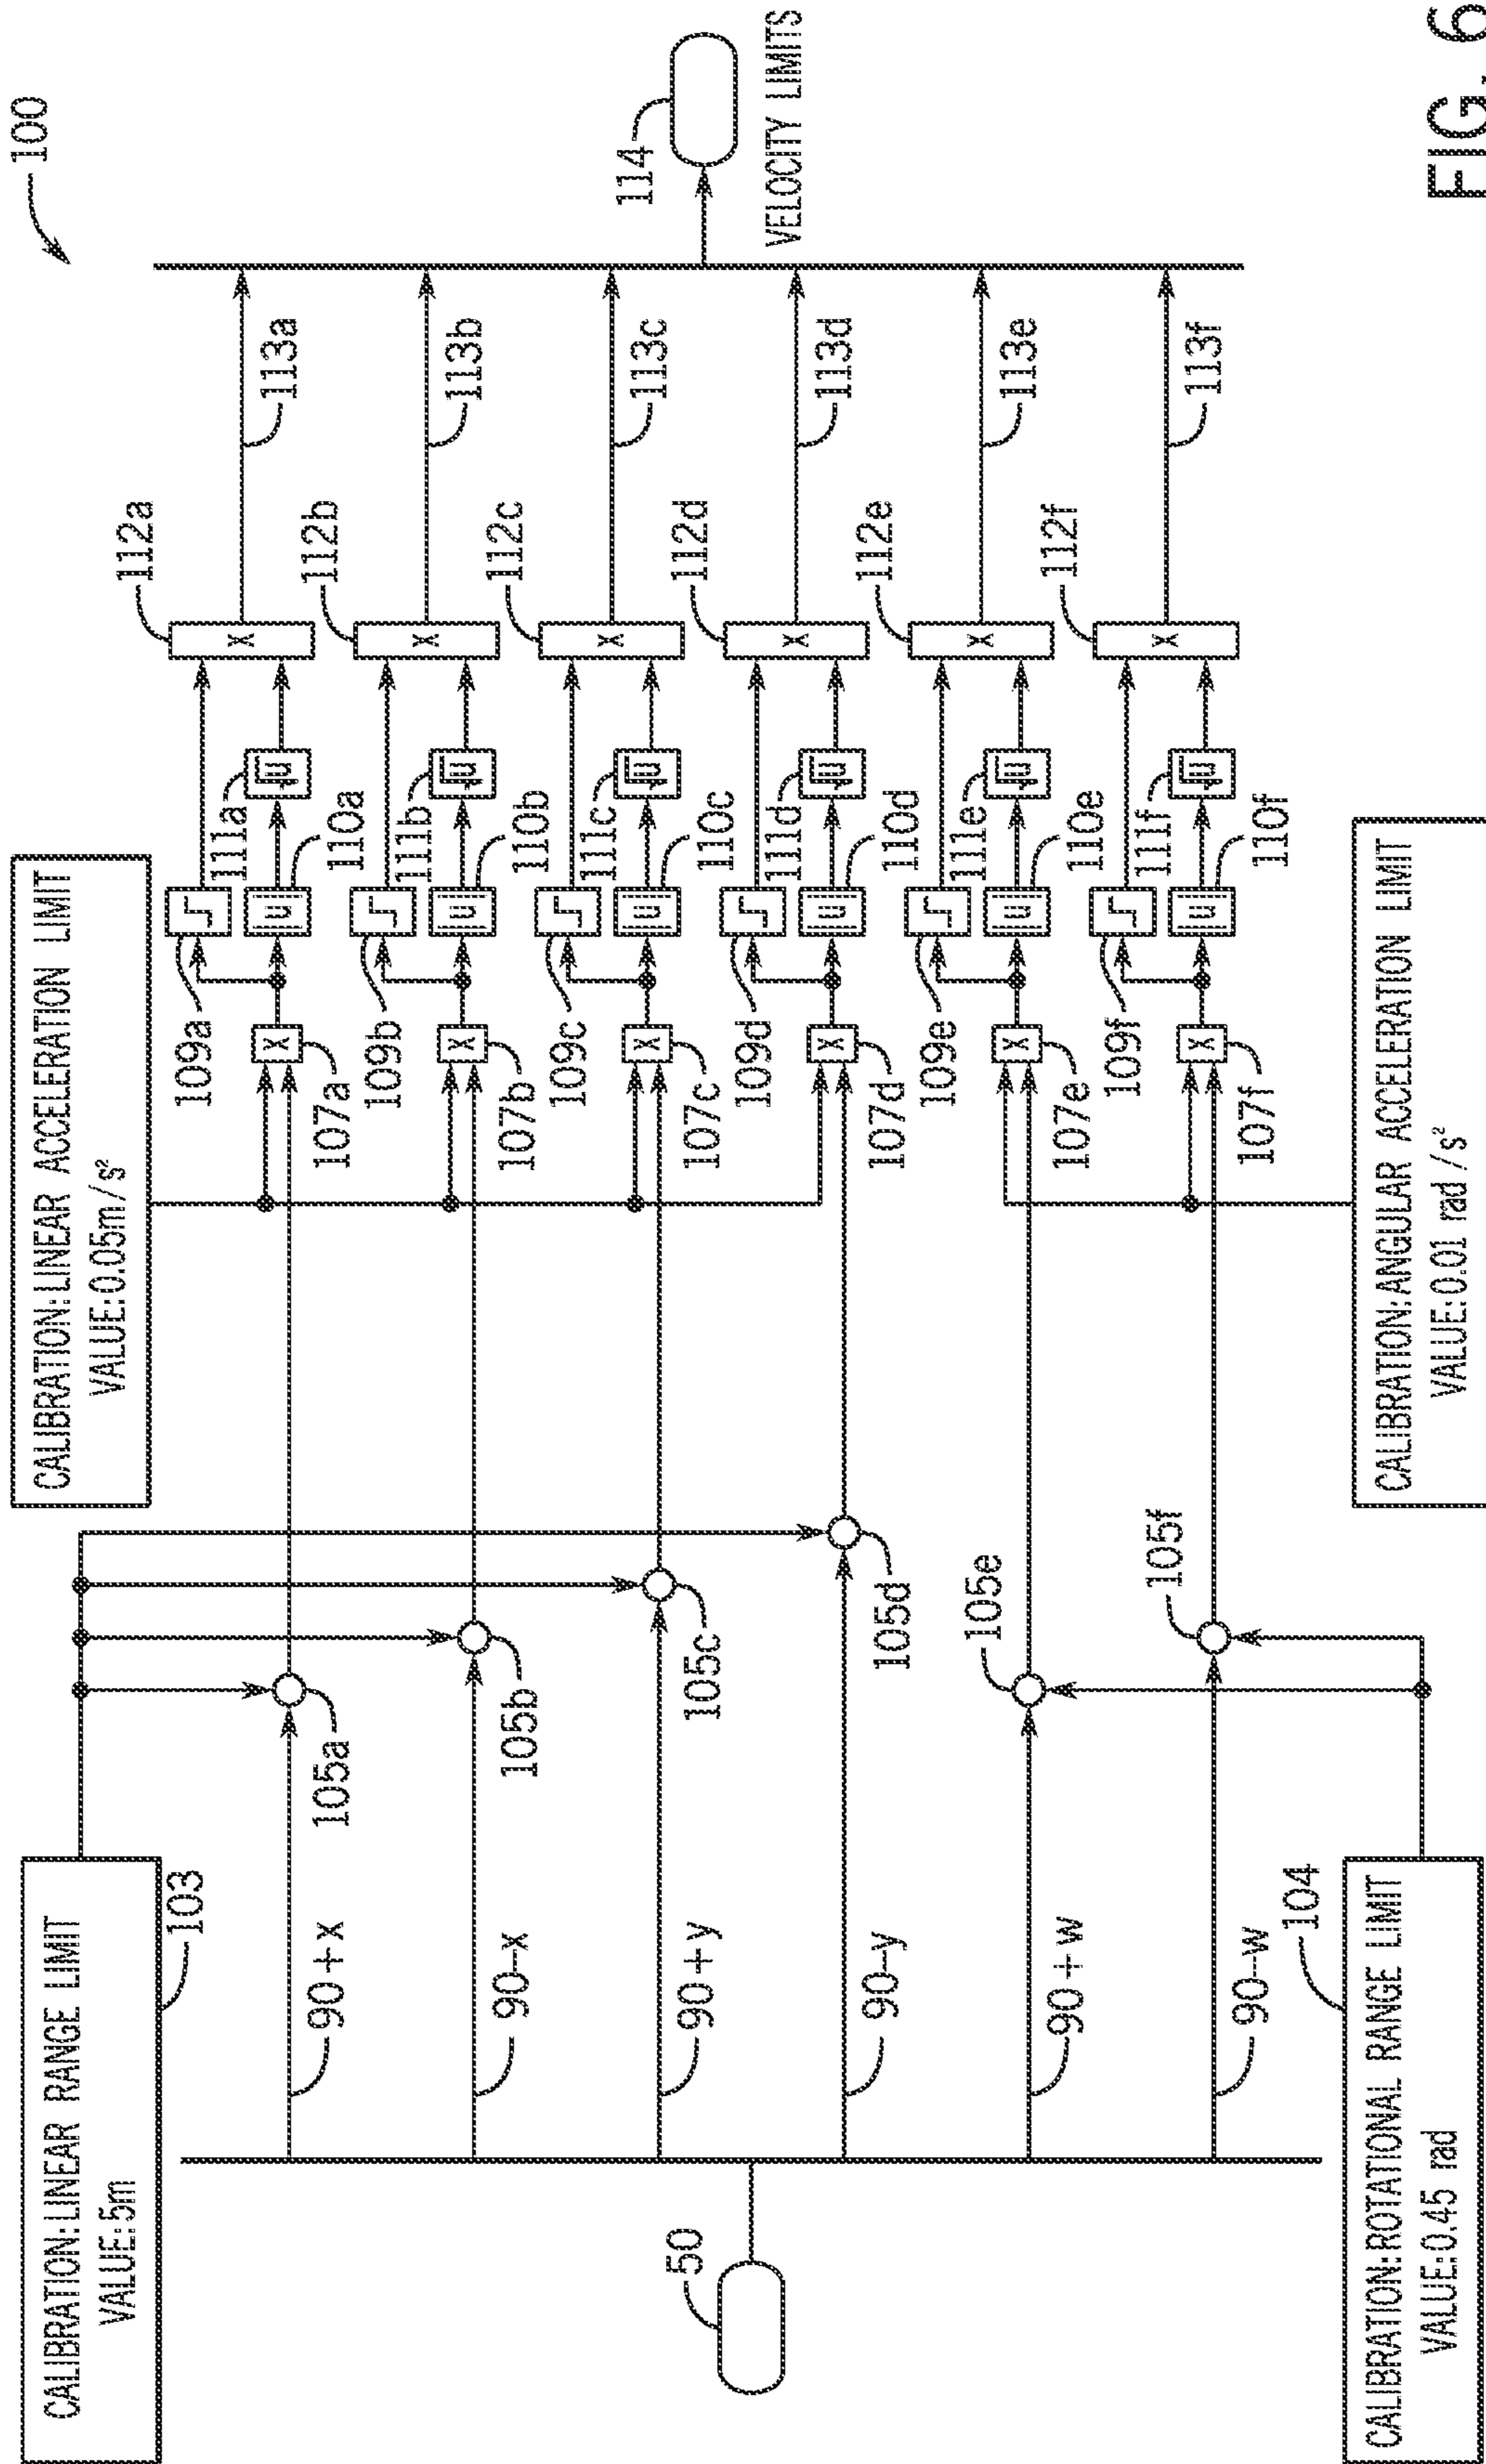 100
CALIBRATION:LINEAR RANGE LIMIT
VALUE:5m
103
CALIBRATION:LINEAR ACCELERATION LIMIT
VALUE:0.05m/s²
50
90+x
90-x
90+y
90-y
90+w
90-w
105a
105b
105c
105d
105e
105f
107a
107b
107c
107d
107e
107f
X
X
X
X
X
X
109a
109b
109c
109d
109e
109f
|u|
|u|
|u|
|u|
|u|
|u|
110a
110b
110c
110d
110e
110f
√u
√u
√u
√u
√u
√u
111a
111b
111c
111d
111e
111f
X
X
X
X
X
X
112a
112b
112c
112d
112e
112f
113a
113b
113c
113d
113e
113f
114
VELOCITY LIMITS
CALIBRATION:ROTATIONAL RANGE LIMIT
VALUE:0.45 rad
104
CALIBRATION:ANGULAR ACCELERATION LIMIT
VALUE:0.01 rad/s²
FIG. 6